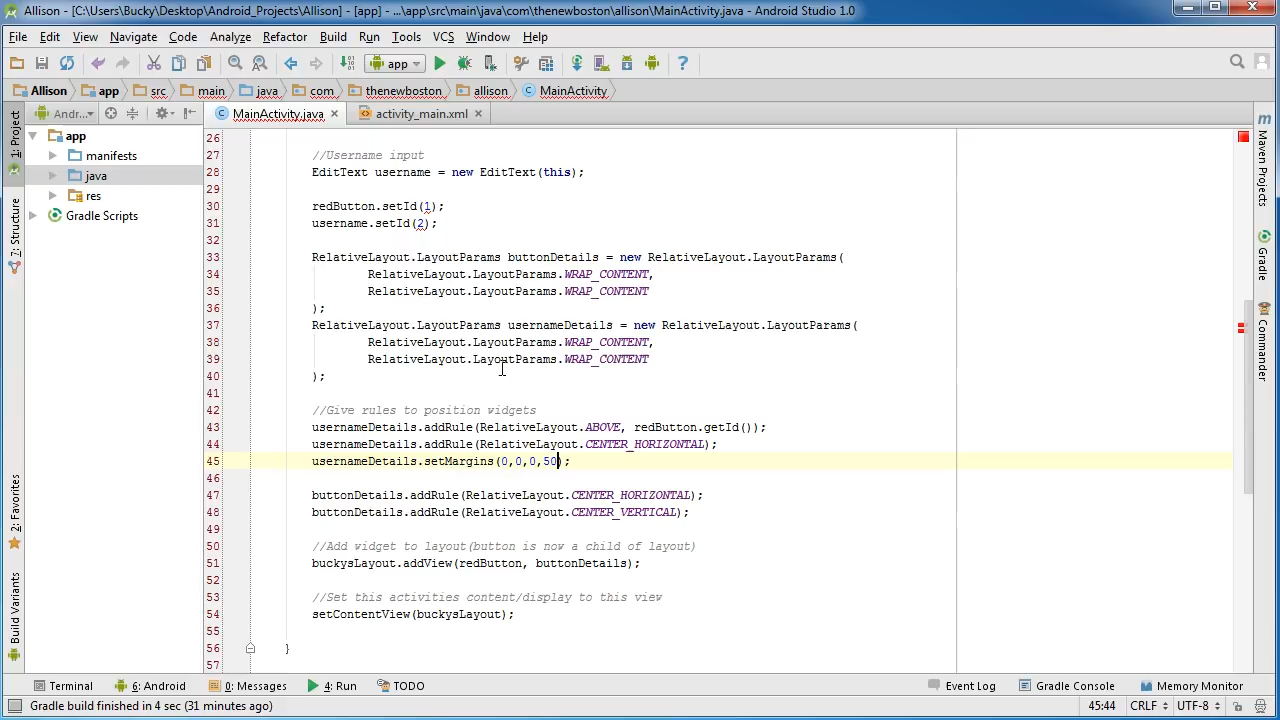 Allison - [C:\Users\Bucky\Desktop\Android_Projects\Allison] - [app] - ...\app\src\main\java\com\thenewboston\allison\MainActivity.java - Android Studio 1.0
File Edit View Navigate Code Analyze Refactor Build Run Tools VCS Window Help
app
Allison app src main java com thenewboston allison MainActivity
Andr... MainActivity.java activity_main.xml
1: Project
7: Structure
2: Favorites
Build Variants
app
manifests
java
res
Gradle Scripts
26
27 //Username input
28 EditText username = new EditText(this);
29
30 redButton.setId(1);
31 username.setId(2);
32
33 RelativeLayout.LayoutParams buttonDetails = new RelativeLayout.LayoutParams(
34 RelativeLayout.LayoutParams.WRAP_CONTENT,
35 RelativeLayout.LayoutParams.WRAP_CONTENT
36 );
37 RelativeLayout.LayoutParams usernameDetails = new RelativeLayout.LayoutParams(
38 RelativeLayout.LayoutParams.WRAP_CONTENT,
39 RelativeLayout.LayoutParams.WRAP_CONTENT
40 );
41
42 //Give rules to position widgets
43 usernameDetails.addRule(RelativeLayout.ABOVE, redButton.getId());
44 usernameDetails.addRule(RelativeLayout.CENTER_HORIZONTAL);
45 usernameDetails.setMargins(0,0,0,50);
46
47 buttonDetails.addRule(RelativeLayout.CENTER_HORIZONTAL);
48 buttonDetails.addRule(RelativeLayout.CENTER_VERTICAL);
49
50 //Add widget to layout(button is now a child of layout)
51 buckysLayout.addView(redButton, buttonDetails);
52
53 //Set this activities content/display to this view
54 setContentView(buckysLayout);
55
56 }
57
m Maven Projects
Gradle
Commander
Terminal 6: Android 0: Messages 4: Run TODO Event Log Gradle Console Memory Monitor
Gradle build finished in 4 sec (31 minutes ago) 45:44 CRLF UTF-8